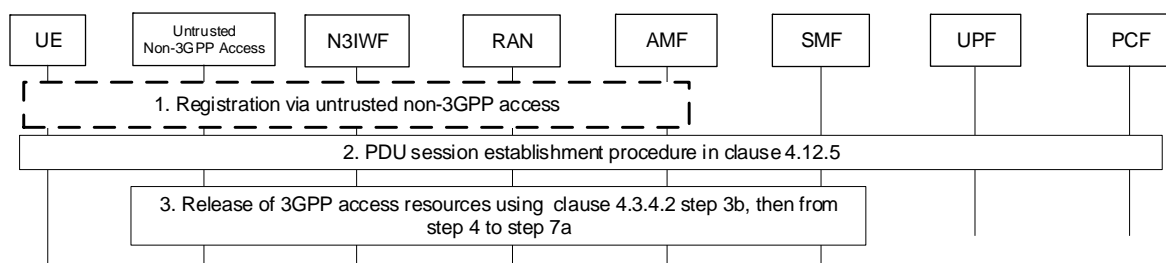 UE
Untrusted
Non-3GPP Access
N3IWF
RAN
AMF
SMF
UPF
PCF
1. Registration via untrusted non-3GPP access
2. PDU session establishment procedure in clause 4.12.5
3. Release of 3GPP access resources using clause 4.3.4.2 step 3b, then from
step 4 to step 7a